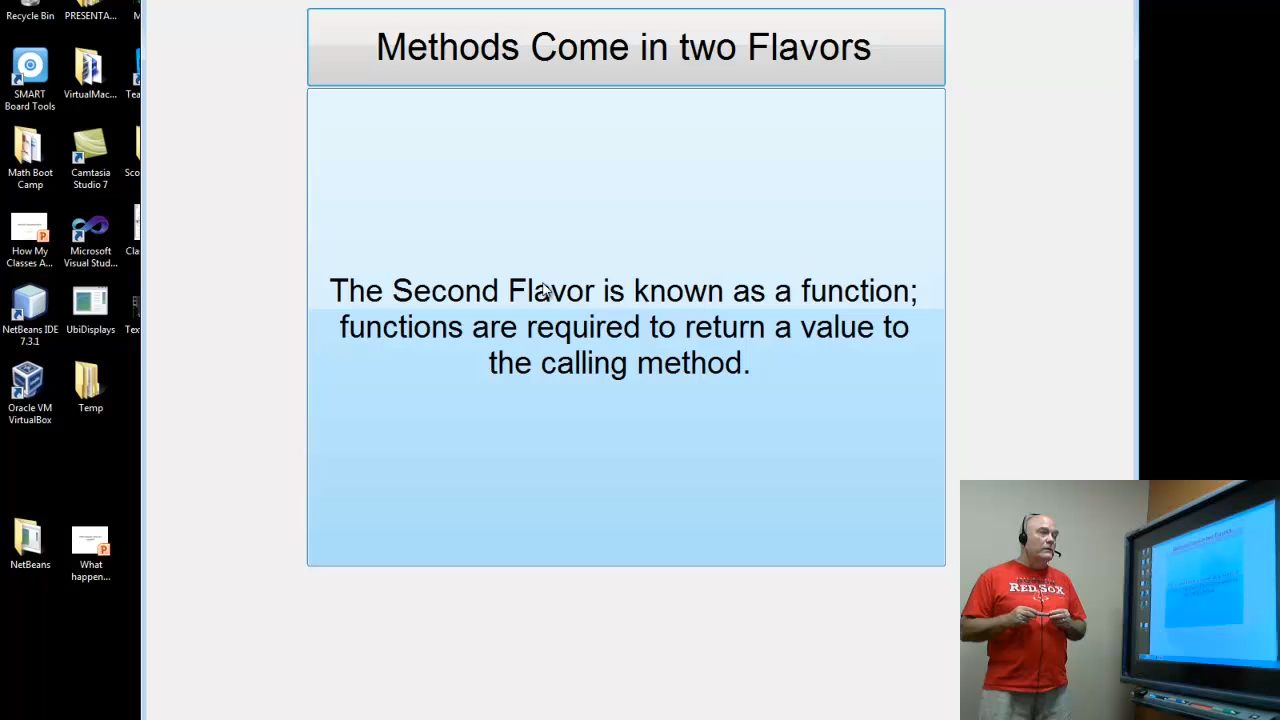 Methods Come in two Flavors
The Second Flavor is known as a function;
functions are required to return a value to
the calling method.
Recycle Bin
PRESENTA...
M
SMART
Board Tools
VirtualMac...
Tea
Math Boot
Camp
Camtasia
Studio 7
Sco
How My
Classes A...
Microsoft
Visual Stud...
Cla
NetBeans IDE
7.3.1
UbiDisplays
Text
Oracle VM
VirtualBox
Temp
NetBeans
What
happen...
RED SOX